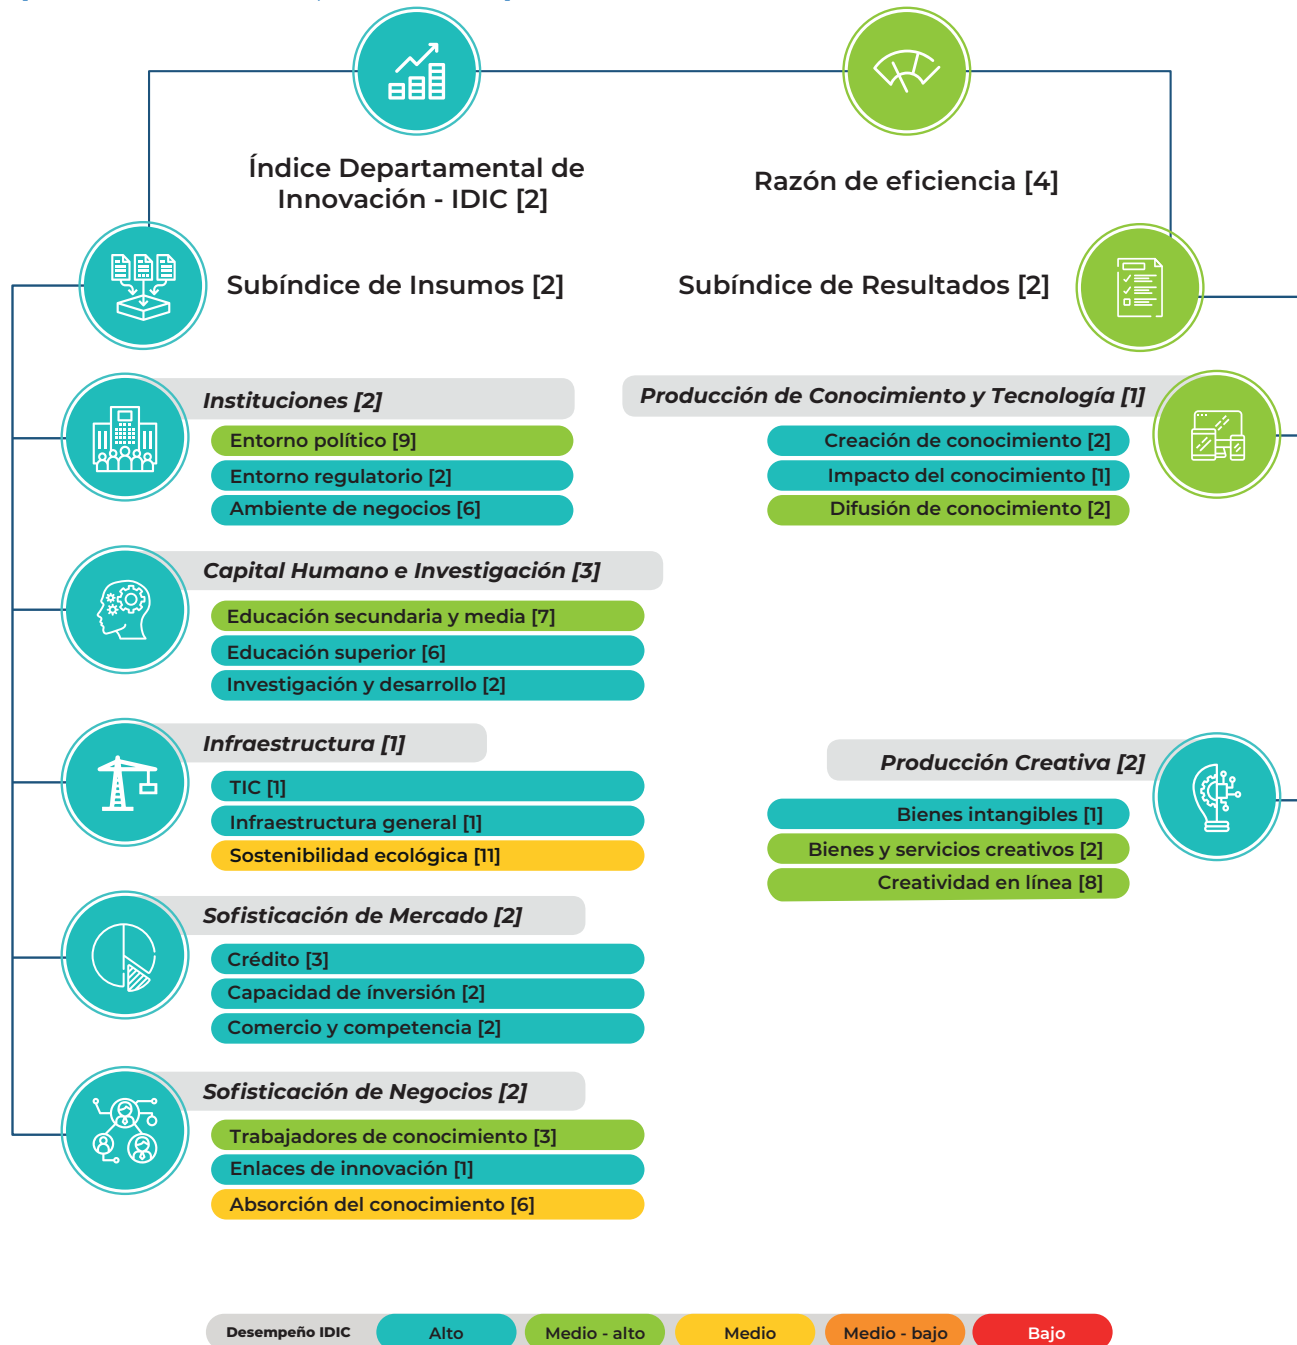 Índice Departamental de
Innovación - IDIC [2]
Razón de eficiencia [4]
Subíndice de Insumos [2]
Subíndice de Resultados [2]
Instituciones [2]
Entorno político [9]
Entorno regulatorio [2]
Ambiente de negocios [6]
Capital Humano e Investigación [3]
Educación secundaria y media [7]
Educación superior [6]
Investigación y desarrollo [2]
Infraestructura [1]
TIC [1]
Infraestructura general [1]
Sostenibilidad ecológica [11]
Sofisticación de Mercado [2]
Crédito [3]
Capacidad de ínversión [2]
Comercio y competencia [2]
Sofisticación de Negocios [2]
Trabajadores de conocimiento [3]
Enlaces de innovación [1]
Absorción del conocimiento [6]
Producción de Conocimiento y Tecnología [1]
Creación de conocimiento [2]
Impacto del conocimiento [1]
Difusión de conocimiento [2]
Producción Creativa [2]
Bienes intangibles [1]
Bienes y servicios creativos [2]
Creatividad en línea [8]
Desempeño IDIC Alto Medio - alto Medio Medio - bajo Bajo